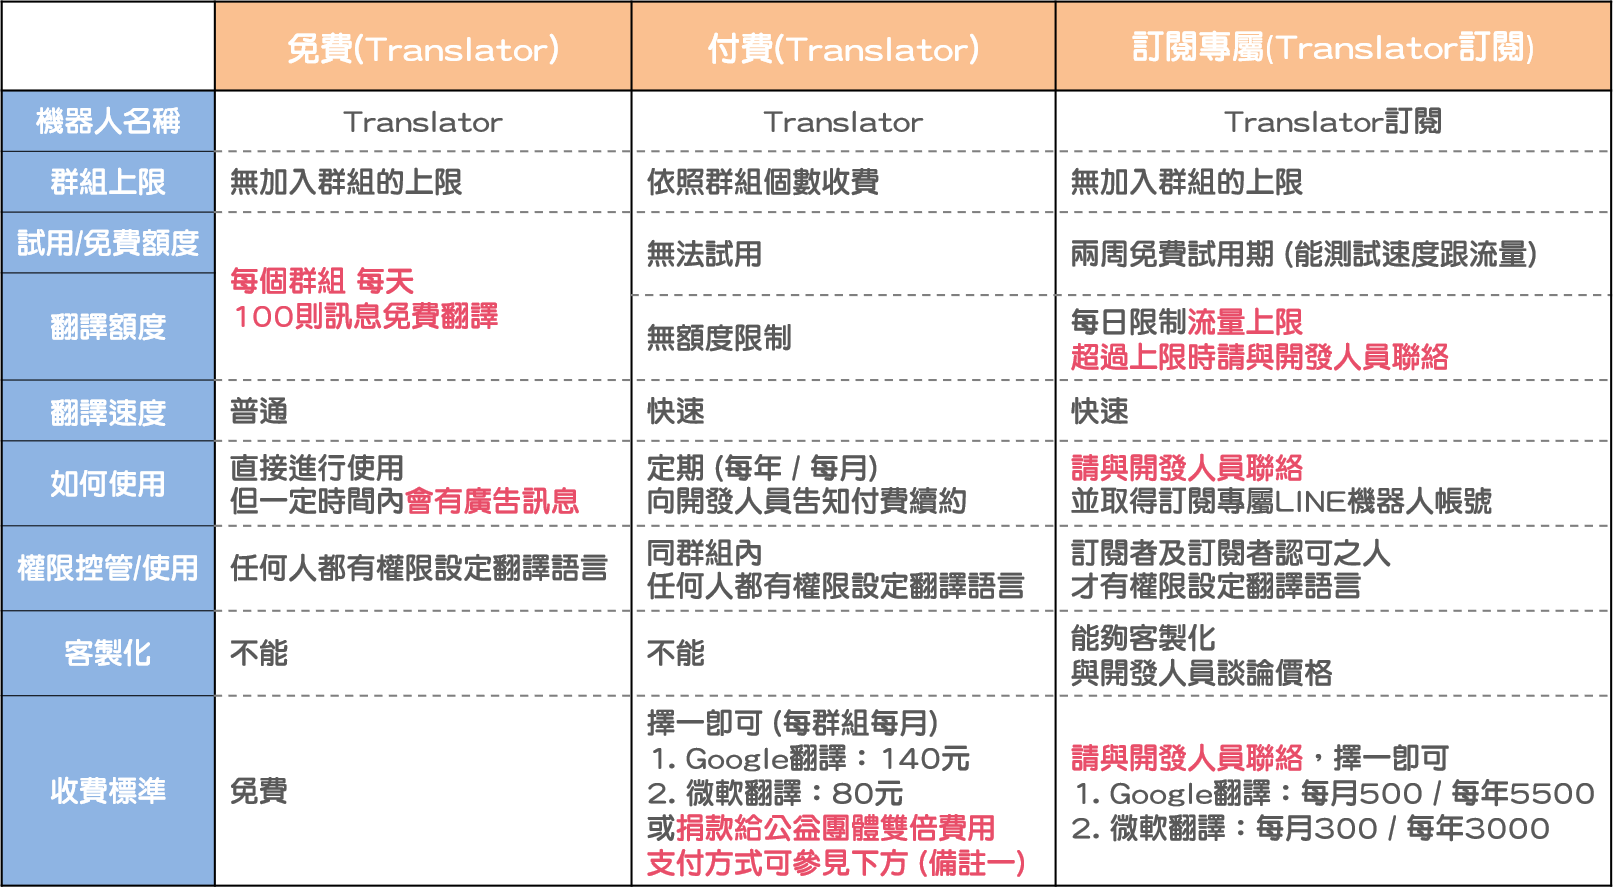 免費(Translator)
付費(Translator)
訂閱專屬(Translator訂閱)
機器人名稱
Translator
Translator
Translator訂閱
群組上限
無加入群組的上限
依照群組個數收費
無加入群組的上限
試用/免費額度
每個群組 每天
100則訊息免費翻譯
無法試用
兩周免費試用期 (能測試速度跟流量)
翻譯額度
無額度限制
每日限制流量上限
超過上限時請與開發人員聯絡
翻譯速度
普通
快速
快速
如何使用
直接進行使用
但一定時間內會有廣告訊息
定期 (每年 / 每月)
向開發人員告知付費續約
請與開發人員聯絡
並取得訂閱專屬LINE機器人帳號
權限控管/使用
任何人都有權限設定翻譯語言
同群組內
任何人都有權限設定翻譯語言
訂閱者及訂閱者認可之人
才有權限設定翻譯語言
客製化
不能
不能
能夠客製化
與開發人員談論價格
收費標準
免費
擇一即可 (每群組每月)
1. Google翻譯：140元
2. 微軟翻譯：80元
或捐款給公益團體雙倍費用
支付方式可參見下方 (備註一)
請與開發人員聯絡，擇一即可
1. Google翻譯：每月500 / 每年5500
2. 微軟翻譯：每月300 / 每年3000